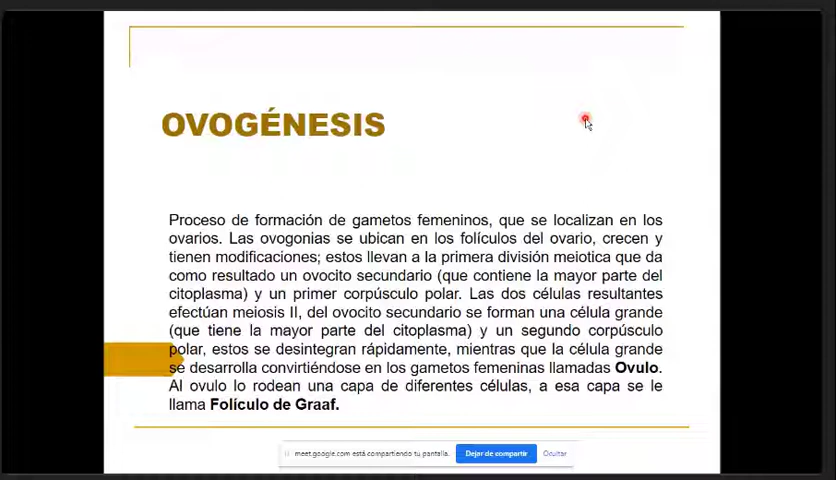 OVOGÉNESIS
Proceso de formación de gametos femeninos, que se localizan en los
ovarios. Las ovogonias se ubican en los folículos del ovario, crecen y
tienen modificaciones; estos llevan a la primera división meiotica que da
como resultado un ovocito secundario (que contiene la mayor parte del
citoplasma) y un primer corpúsculo polar. Las dos células resultantes
efectúan meiosis II, del ovocito secundario se forman una célula grande
(que tiene la mayor parte del citoplasma) y un segundo corpúsculo
polar, estos se desintegran rápidamente, mientras que la célula grande
se desarrolla convirtiéndose en los gametos femeninas llamadas Ovulo.
Al ovulo lo rodean una capa de diferentes células, a esa capa se le
llama Folículo de Graaf.
meet.google.com está compartiendo tu pantalla. Dejar de compartir Ocultar